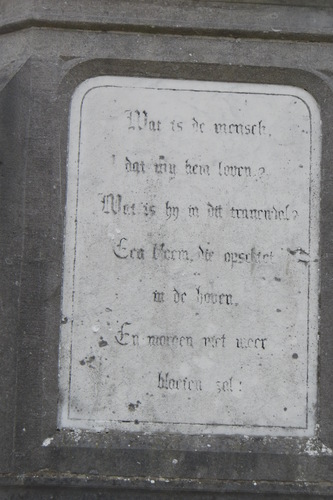 Wat is de mensch,
dat wy hem loven?
Wat is hy in dit tranendal?
Een bloem, die opschiet
in de hoven,
En morgen niet meer
bloeien zal!